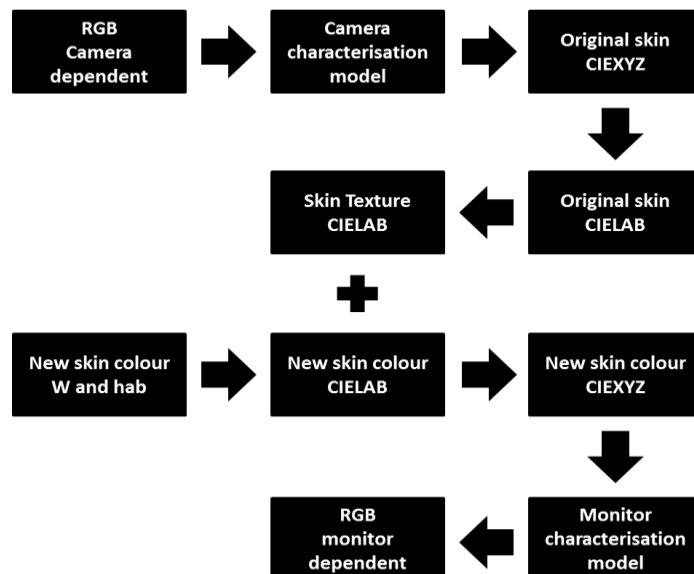 RGB
Camera
dependent
Camera
characterisation
model
Original skin
CIEXYZ
Skin Texture
CIELAB
Original skin
CIELAB
New skin colour
W and hab
New skin colour
CIELAB
New skin colour
CIEXYZ
RGB
monitor
dependent
Monitor
characterisation
model